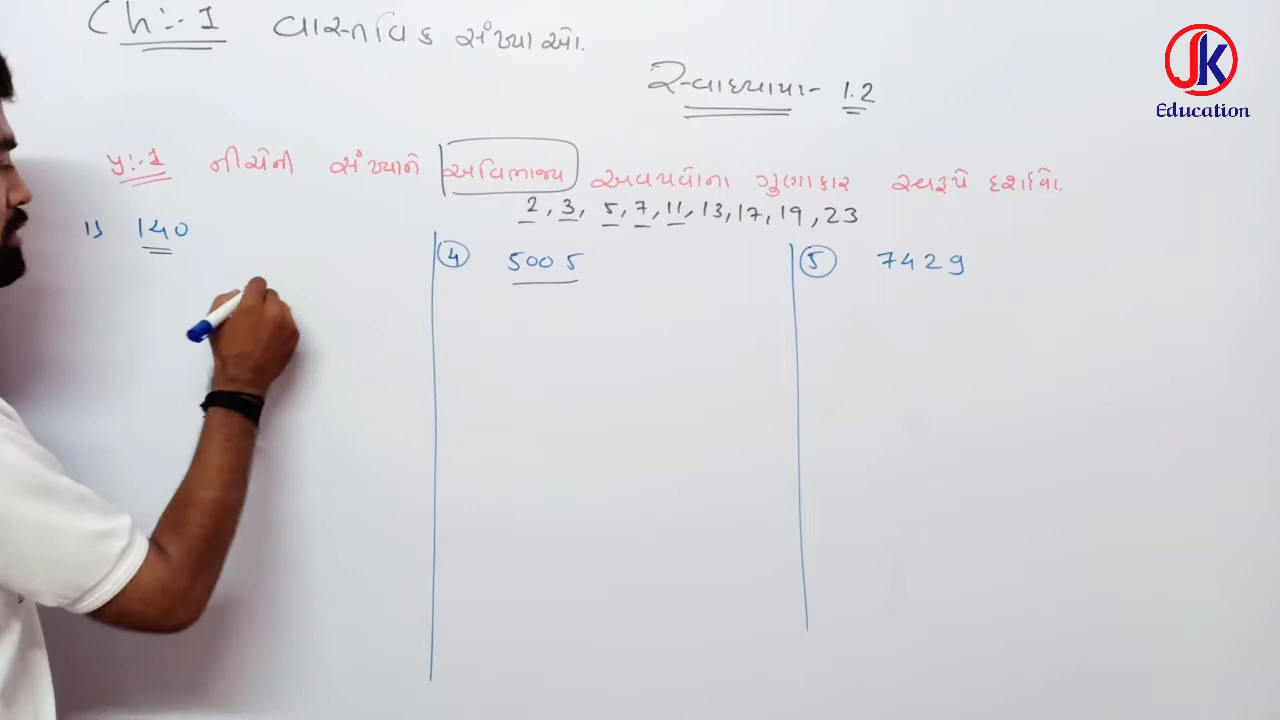 Ch:- 1 વાસ્તવિક સંખ્યાઓ.
સ્વાધ્યાય:- 1.2
પ્ર:-1 નીચેની સંખ્યાને અવિભાજ્ય અવયવોના ગુણાકાર સ્વરૂપે દર્શાવો.
2, 3, 5, 7, 11, 13, 17, 19, 23
1) 140
4 5005
5 7429
JK
Education